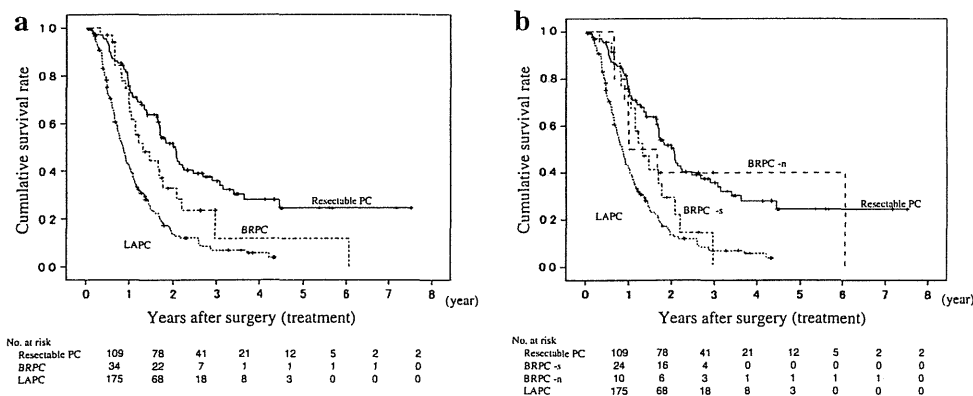 a
Cumulative survival rate
1.0
0.8
0.6
0.4
0.2
0.0
Resectable PC
BRPC
LAPC
0 1 2 3 4 5 6 7 8 (year)
Years after surgery (treatment)
No. at risk
Resectable PC 109 78 41 21 12 5 2 2
BRPC 34 22 7 1 1 1 1 0
LAPC 175 68 18 8 3 0 0 0
b
Cumulative survival rate
1.0
0.8
0.6
0.4
0.2
0.0
BRPC -n
Resectable PC
BRPC -s
LAPC
0 1 2 3 4 5 6 7 8 (year)
Years after surgery (treatment)
No. at risk
Resectable PC 109 78 41 21 12 5 2 2
BRPC -s 24 16 4 0 0 0 0 0
BRPC -n 10 6 3 1 1 1 1 0
LAPC 175 68 18 8 3 0 0 0